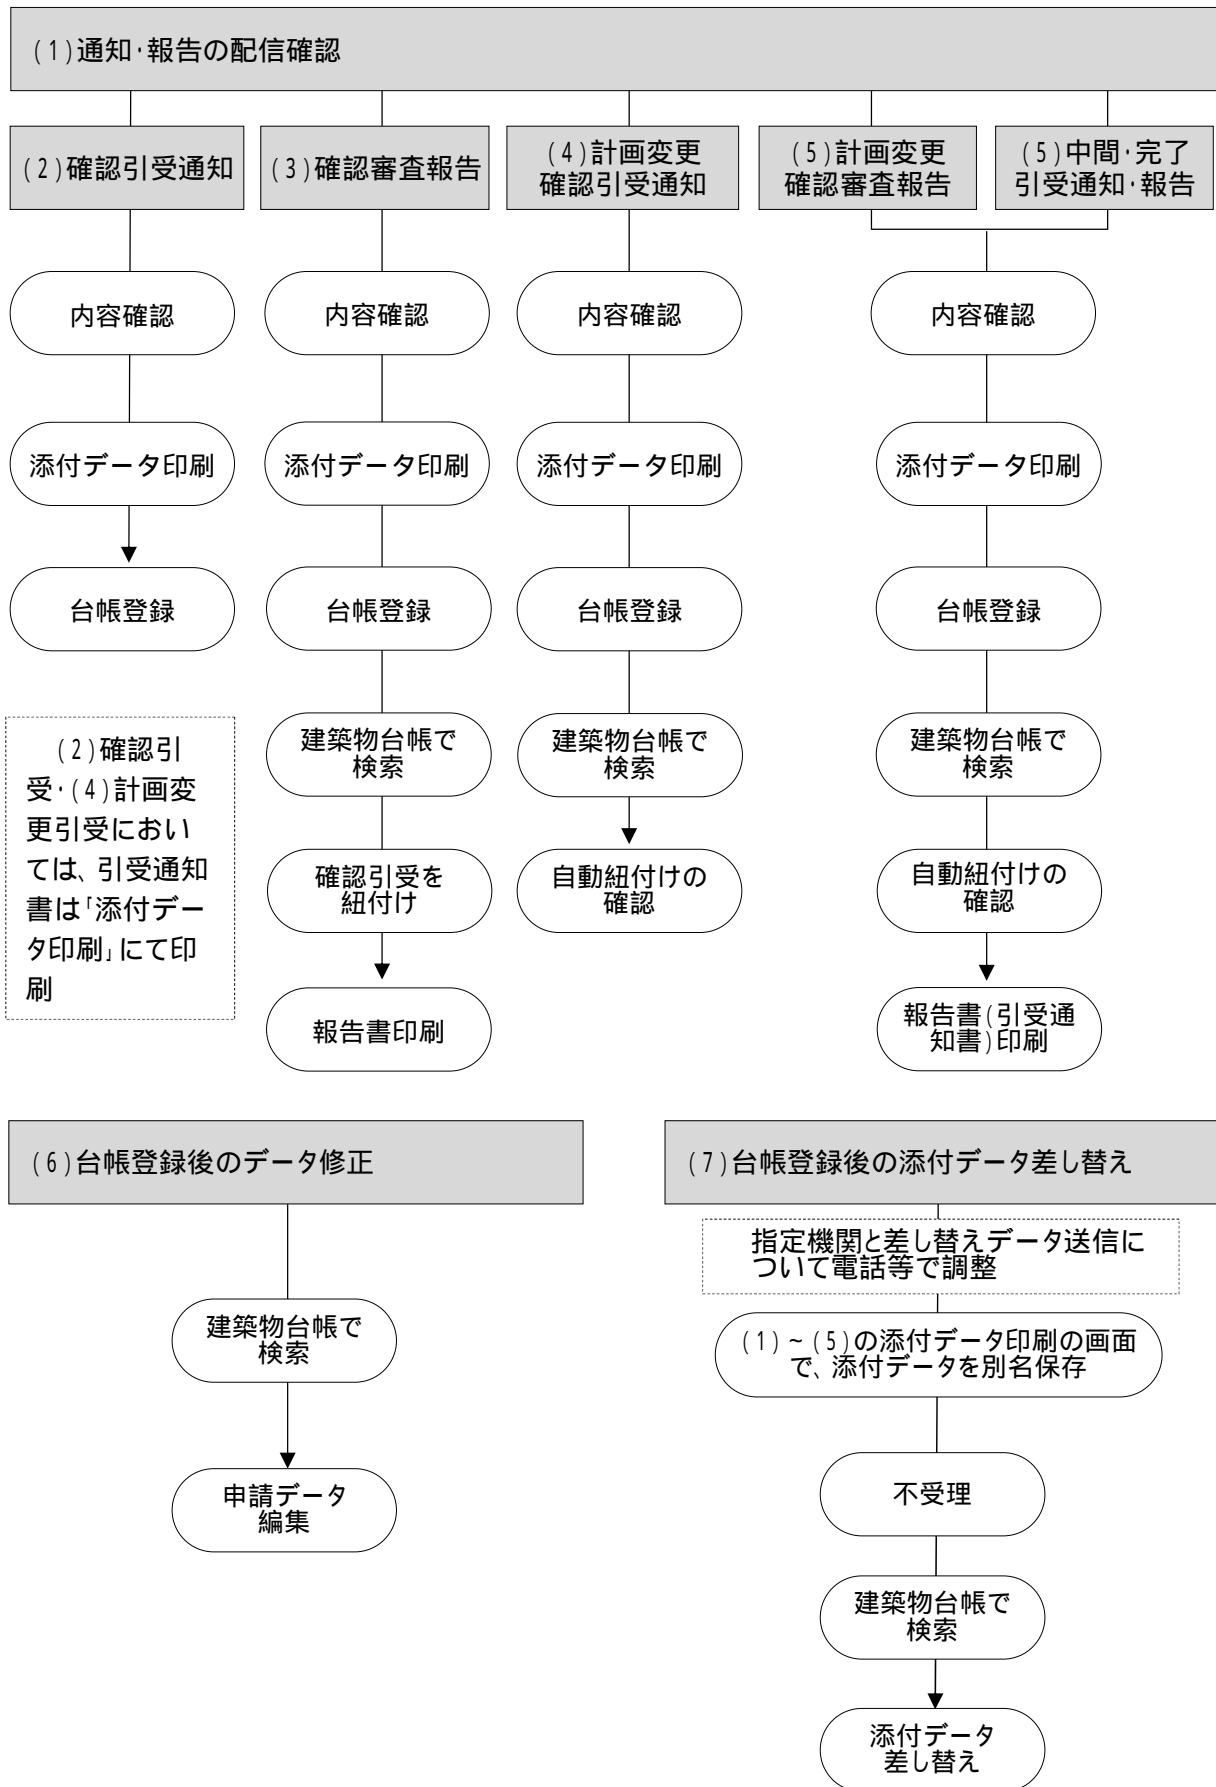 (1)通知・報告の配信確認
(2)確認引受通知
(3)確認審査報告
(4)計画変更
確認引受通知
(5)計画変更
確認審査報告
(5)中間・完了
引受通知・報告
内容確認
内容確認
内容確認
内容確認
添付データ印刷
添付データ印刷
添付データ印刷
添付データ印刷
台帳登録
台帳登録
台帳登録
台帳登録
(2)確認引
受・(4)計画変
更引受におい
ては、引受通知
書は「添付デー
タ印刷」にて印
刷
建築物台帳で
検索
建築物台帳で
検索
建築物台帳で
検索
確認引受を
紐付け
自動紐付けの
確認
自動紐付けの
確認
報告書印刷
報告書(引受通
知書)印刷
(6)台帳登録後のデータ修正
建築物台帳で
検索
申請データ
編集
(7)台帳登録後の添付データ差し替え
指定機関と差し替えデータ送信に
ついて電話等で調整
(1)~(5)の添付データ印刷の画面
で、添付データを別名保存
不受理
建築物台帳で
検索
添付データ
差し替え